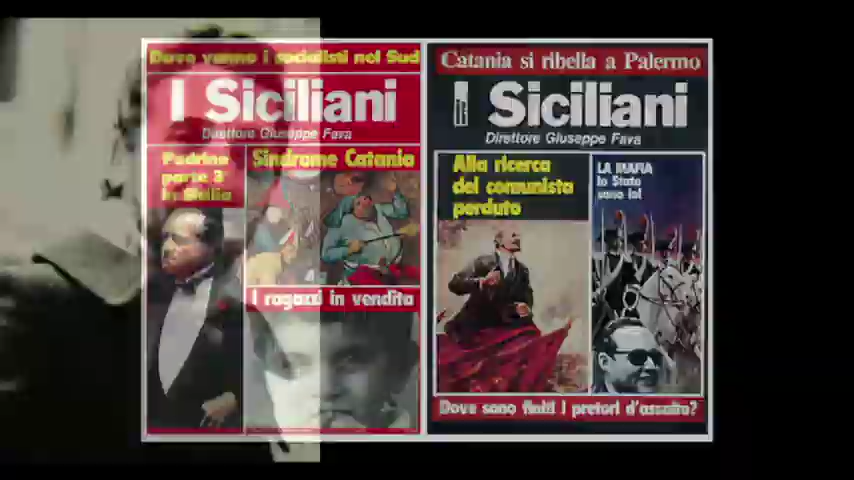 Dove vanno i socialisti nel Sud
I Siciliani
Direttore Giuseppe Fava
Padrino
parte 3ª
in Sicilia
Sindrome Catania
I ragazzi in vendita
Catania si ribella a Palermo
I Siciliani
Direttore Giuseppe Fava
Alla ricerca
del comunista
perduto
LA MAFIA
lo Stato
sono io!
Dove sono finiti i pretori d'assalto?